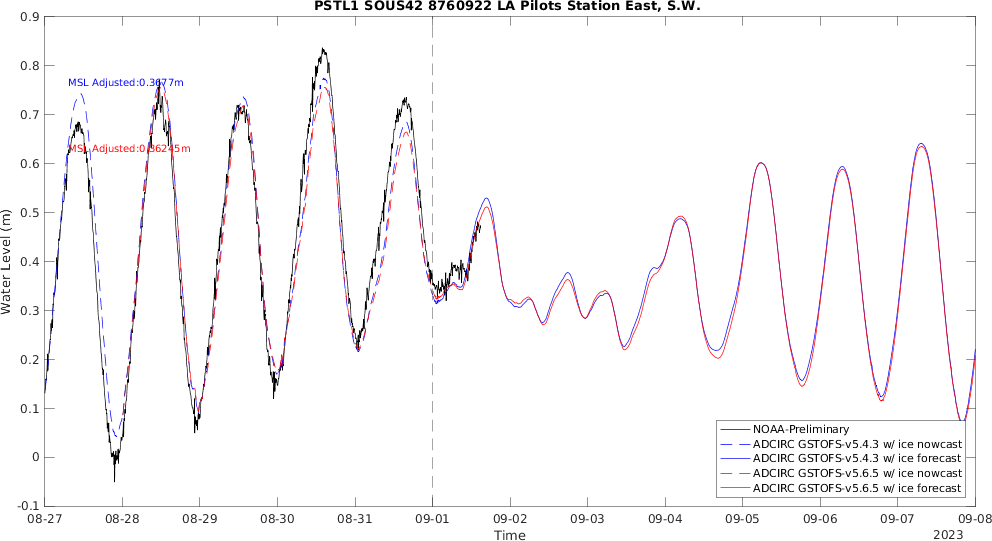 PSTL1 SOUS42 8760922 LA Pilots Station East, S.W.
0.9
0.8
0.7
0.6
0.5
0.4
0.3
0.2
0.1
0
-0.1
Water Level (m)
MSL Adjusted:0.3677m
MSL Adjusted:0.36245m
NOAA-Preliminary
ADCIRC GSTOFS-v5.4.3 w/ ice nowcast
ADCIRC GSTOFS-v5.4.3 w/ ice forecast
ADCIRC GSTOFS-v5.6.5 w/ ice nowcast
ADCIRC GSTOFS-v5.6.5 w/ ice forecast
08-27 08-28 08-29 08-30 08-31 09-01 09-02 09-03 09-04 09-05 09-06 09-07 09-08
Time
2023